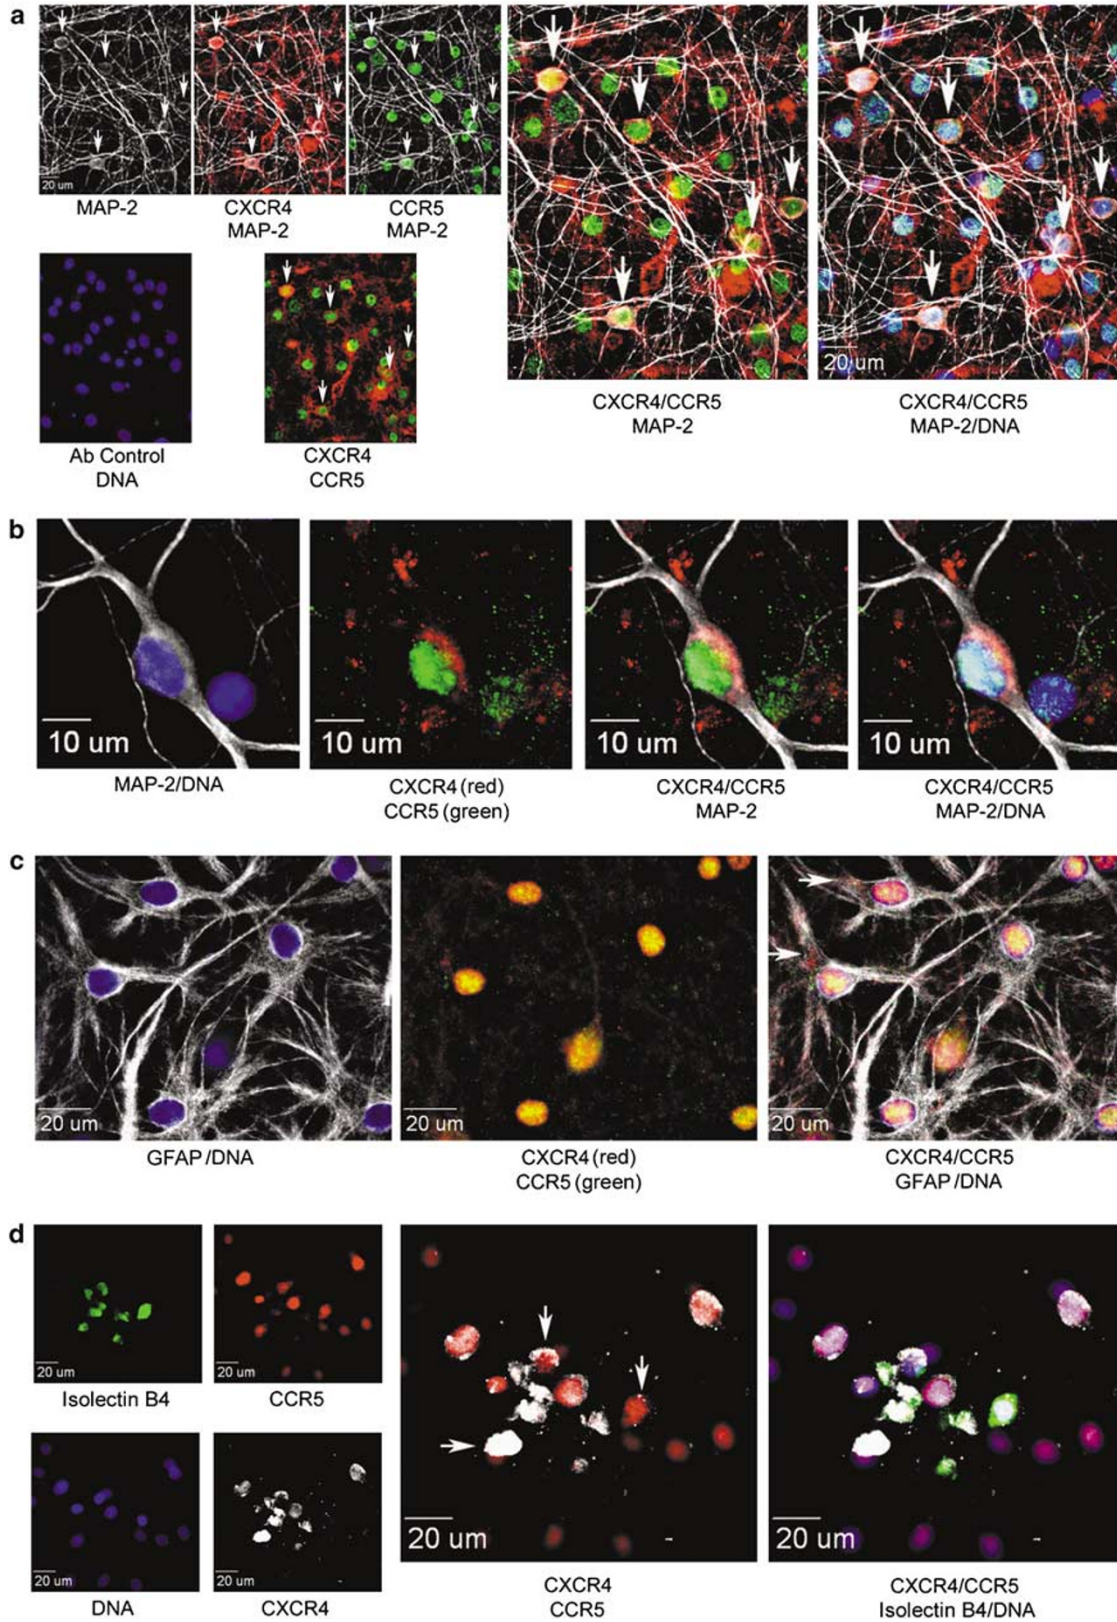 a
20 um
MAP-2
CXCR4
MAP-2
CCR5
MAP-2
Ab Control
DNA
CXCR4
CCR5
CXCR4/CCR5
MAP-2
20 um
CXCR4/CCR5
MAP-2/DNA
b
10 um
MAP-2/DNA
10 um
CXCR4 (red)
CCR5 (green)
10 um
CXCR4/CCR5
MAP-2
10 um
CXCR4/CCR5
MAP-2/DNA
c
20 um
GFAP/DNA
20 um
CXCR4 (red)
CCR5 (green)
20 um
CXCR4/CCR5
GFAP/DNA
d
20 um
Isolectin B4
20 um
CCR5
20 um
DNA
20 um
CXCR4
20 um
CXCR4
CCR5
20 um
CXCR4/CCR5
Isolectin B4/DNA